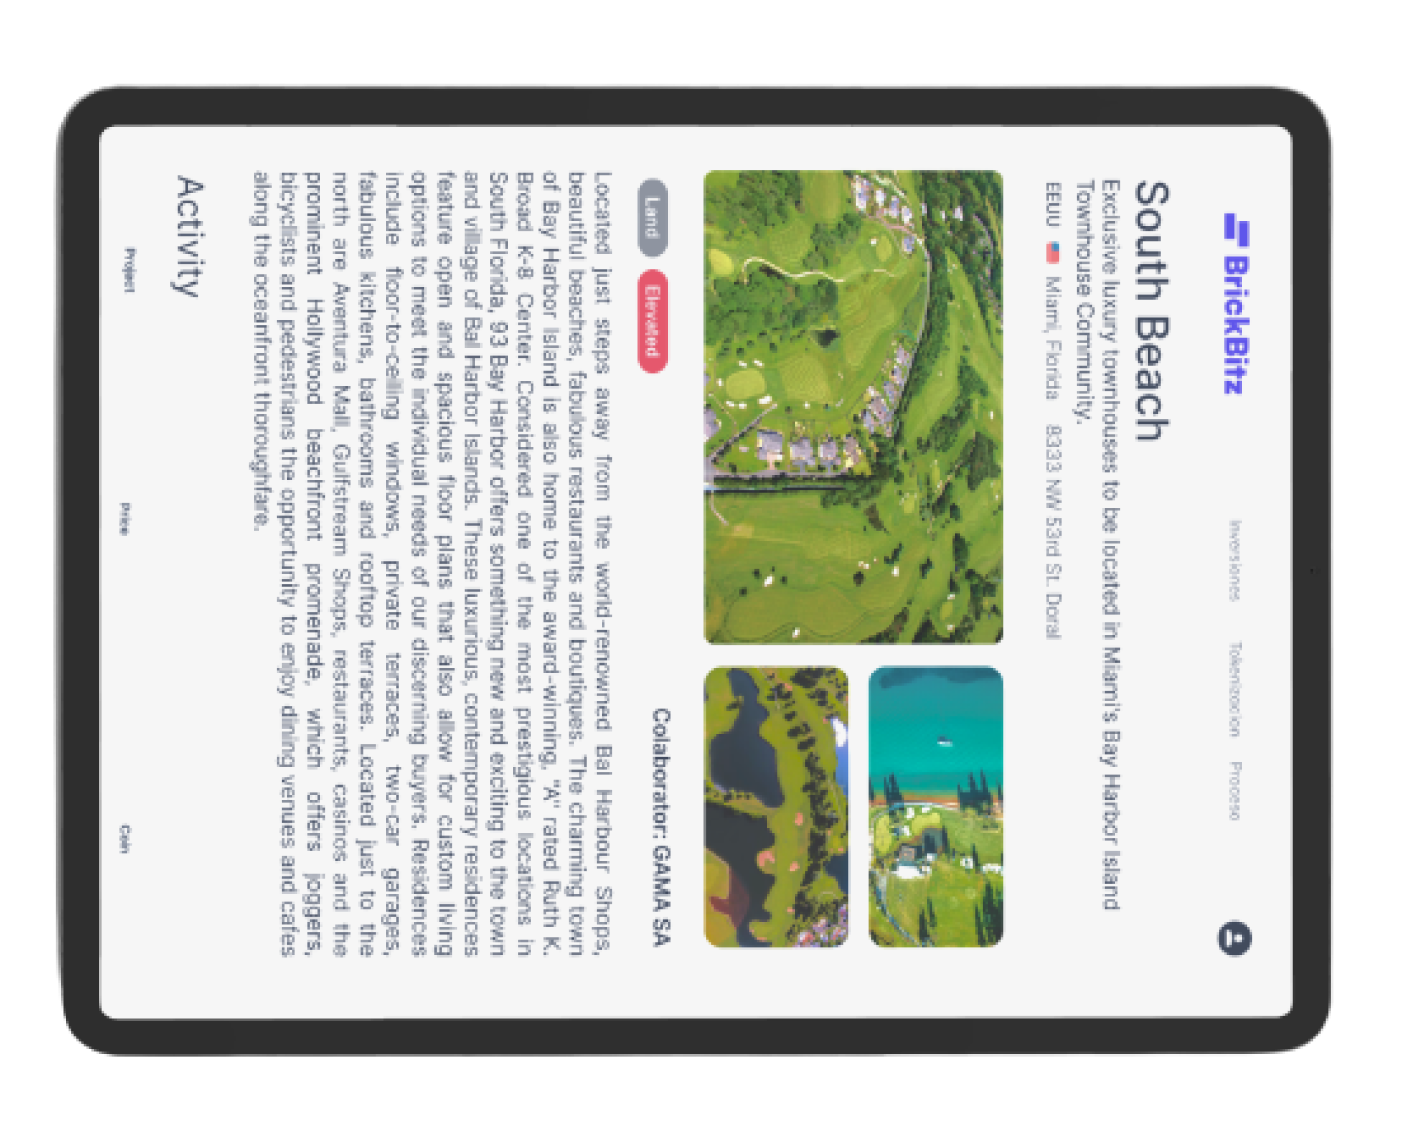 BrickBitz
Inversiones Tokenizacion Proceso
South Beach
Exclusive luxury townhouses to be located in Miami's Bay Harbor Island
Townhouse Community.
EEUU Miami, Florida 8333 NW 53rd St. Doral
Land Elevated Colaborator: GAMA SA
Located just steps away from the world-renowned Bal Harbour Shops,
beautiful beaches, fabulous restaurants and boutiques. The charming town
of Bay Harbor Island is also home to the award-winning, "A" rated Ruth K.
Broad K-8 Center. Considered one of the most prestigious locations in
South Florida, 93 Bay Harbor offers something new and exciting to the town
and village of Bal Harbor Islands. These luxurious, contemporary residences
feature open and spacious floor plans that also allow for custom living
options to meet the individual needs of our discerning buyers. Residences
include floor-to-ceiling windows, private terraces, two-car garages,
fabulous kitchens, bathrooms and rooftop terraces. Located just to the
north are Aventura Mall, Gulfstream Shops, restaurants, casinos and the
prominent Hollywood beachfront promenade, which offers joggers,
bicyclists and pedestrians the opportunity to enjoy dining venues and cafes
along the oceanfront thoroughfare.
Activity
Project Price Coin